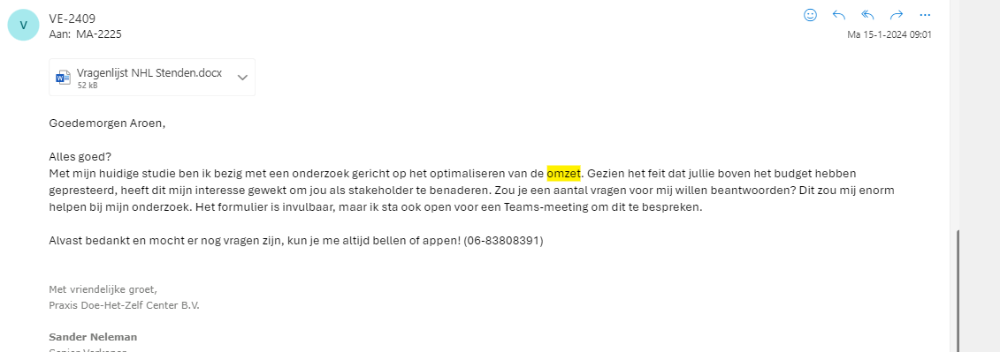 V
VE-2409
Aan: MA-2225
Ma 15-1-2024 09:01
Vragenlijst NHL Stenden.docx
52 kB
Goedemorgen Aroen,
Alles goed?
Met mijn huidige studie ben ik bezig met een onderzoek gericht op het optimaliseren van de omzet. Gezien het feit dat jullie boven het budget hebben
gepresteerd, heeft dit mijn interesse gewekt om jou als stakeholder te benaderen. Zou je een aantal vragen voor mij willen beantwoorden? Dit zou mij enorm
helpen bij mijn onderzoek. Het formulier is invulbaar, maar ik sta ook open voor een Teams-meeting om dit te bespreken.
Alvast bedankt en mocht er nog vragen zijn, kun je me altijd bellen of appen! (06-83808391)
Met vriendelijke groet,
Praxis Doe-Het-Zelf Center B.V.
Sander Neleman